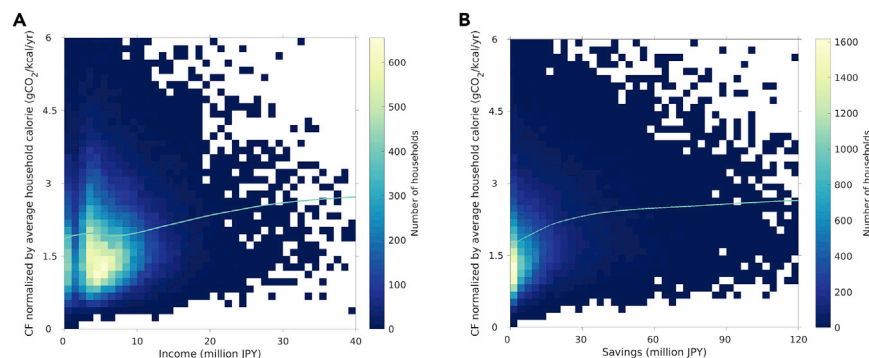 A
CF normalized by average household calorie (gCO₂/kcal/yr)
6
4.5
3
1.5
0
0 10 20 30 40
Income (million JPY)
600
500
400
300
200
100
0
Number of households
B
CF normalized by average household calorie (gCO₂/kcal/yr)
6
4.5
3
1.5
0
0 30 60 90 120
Savings (million JPY)
1600
1400
1200
1000
800
600
400
200
0
Number of households